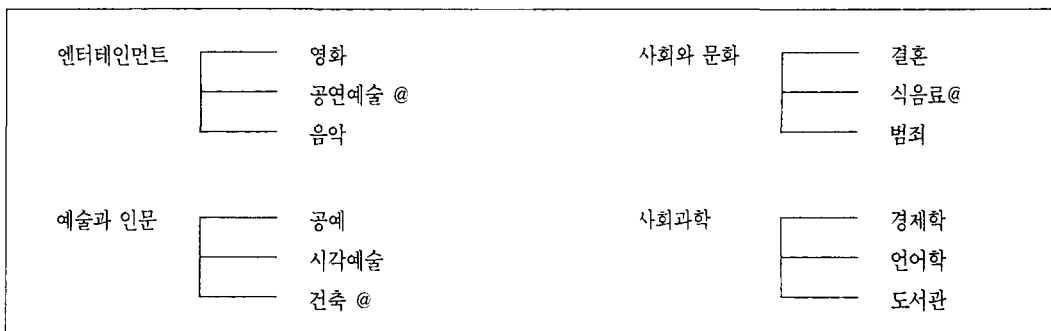 엔터테인먼트
영화
공연예술 @
음악
사회와 문화
결혼
식음료@
범죄
예술과 인문
공예
시각예술
건축 @
사회과학
경제학
언어학
도서관